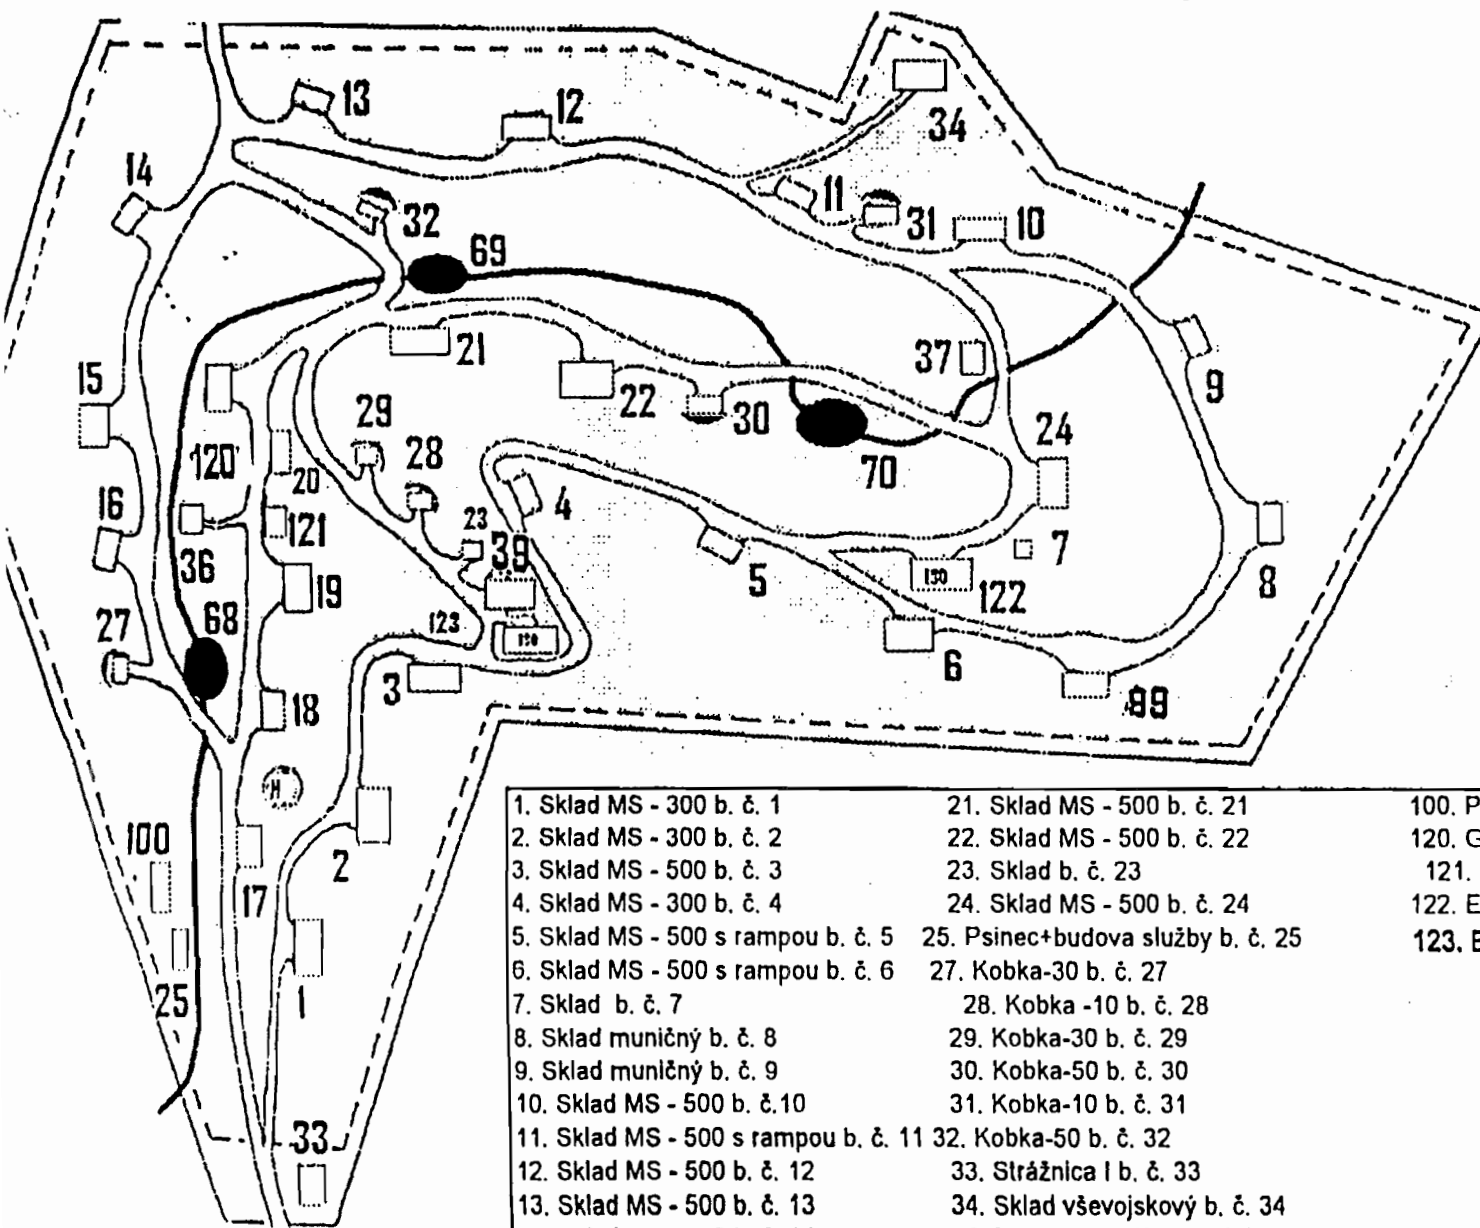 13
12
34
14
32
11
31
10
69
21
37
15
22
9
29
30
24
28
70
120
20
16
4
23
121
39
5
7
36
130
122
8
19
27
68
123
130
6
3
18
99
H
100
2
17
25
1
33
1. Sklad MS - 300 b. č. 1
2. Sklad MS - 300 b. č. 2
3. Sklad MS - 500 b. č. 3
4. Sklad MS - 300 b. č. 4
5. Sklad MS - 500 s rampou b. č. 5
6. Sklad MS - 500 s rampou b. č. 6
7. Sklad b. č. 7
8. Sklad muničný b. č. 8
9. Sklad muničný b. č. 9
10. Sklad MS - 500 b. č.10
11. Sklad MS - 500 s rampou b. č. 11
12. Sklad MS - 500 b. č. 12
13. Sklad MS - 500 b. č. 13
21. Sklad MS - 500 b. č. 21
22. Sklad MS - 500 b. č. 22
23. Sklad b. č. 23
24. Sklad MS - 500 b. č. 24
25. Psinec+budova služby b. č. 25
27. Kobka-30 b. č. 27
28. Kobka -10 b. č. 28
29. Kobka-30 b. č. 29
30. Kobka-50 b. č. 30
31. Kobka-10 b. č. 31
32. Kobka-50 b. č. 32
33. Strážnica I b. č. 33
34. Sklad vševojskový b. č. 34
100. P
120. G
121.
122. E
123.